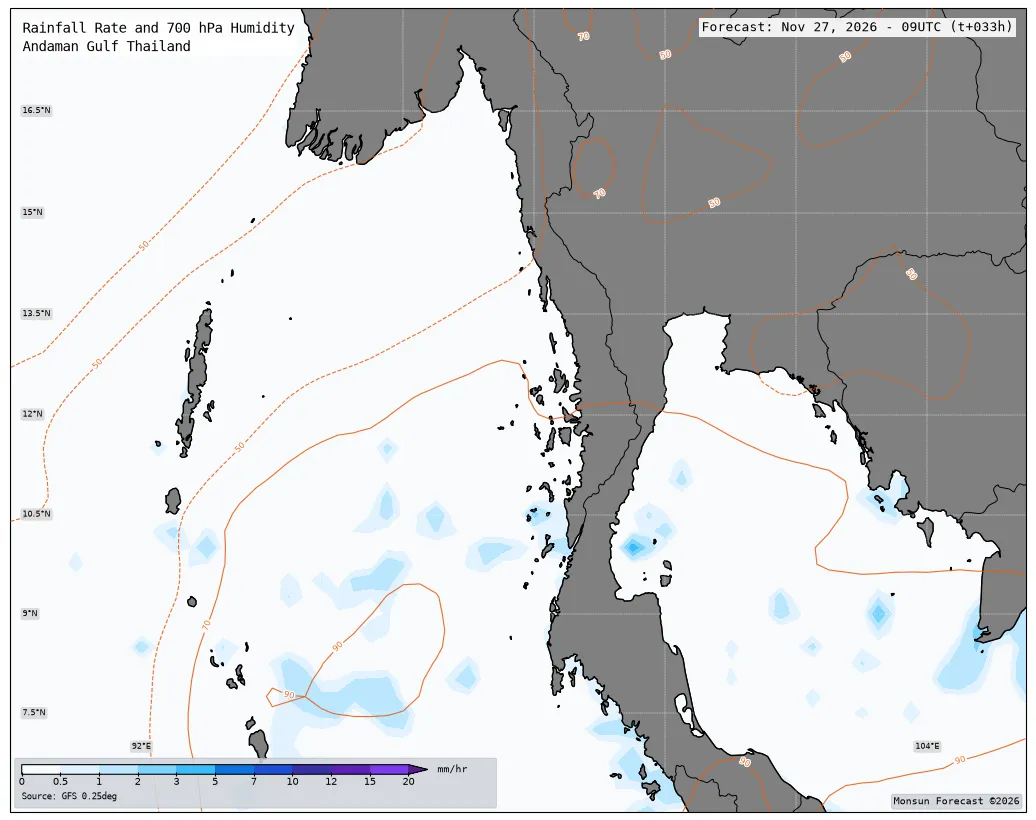 Rainfall Rate and 700 hPa Humidity
Andaman Gulf Thailand
Forecast: Nov 27, 2026 - 09UTC (t+033h)
70
50
50
16.5°N
70
50
15°N
50
50
13.5°N
50
12°N
50
10.5°N
9°N
70
90
90
7.5°N
92°E
104°E
90
90
0 0.5 1 2 3 5 7 10 12 15 20 mm/hr
Source: GFS 0.25deg
Monsun Forecast ©2026